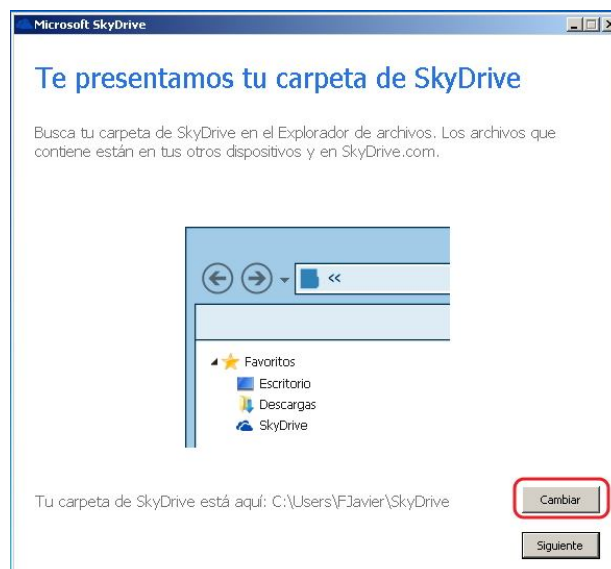 Microsoft SkyDrive
Te presentamos tu carpeta de SkyDrive
Busca tu carpeta de SkyDrive en el Explorador de archivos. Los archivos que
contiene están en tus otros dispositivos y en SkyDrive.com.
«
Favoritos
Escritorio
Descargas
SkyDrive
Tu carpeta de SkyDrive está aquí: C:\Users\FJavier\SkyDrive
Cambiar
Siguiente